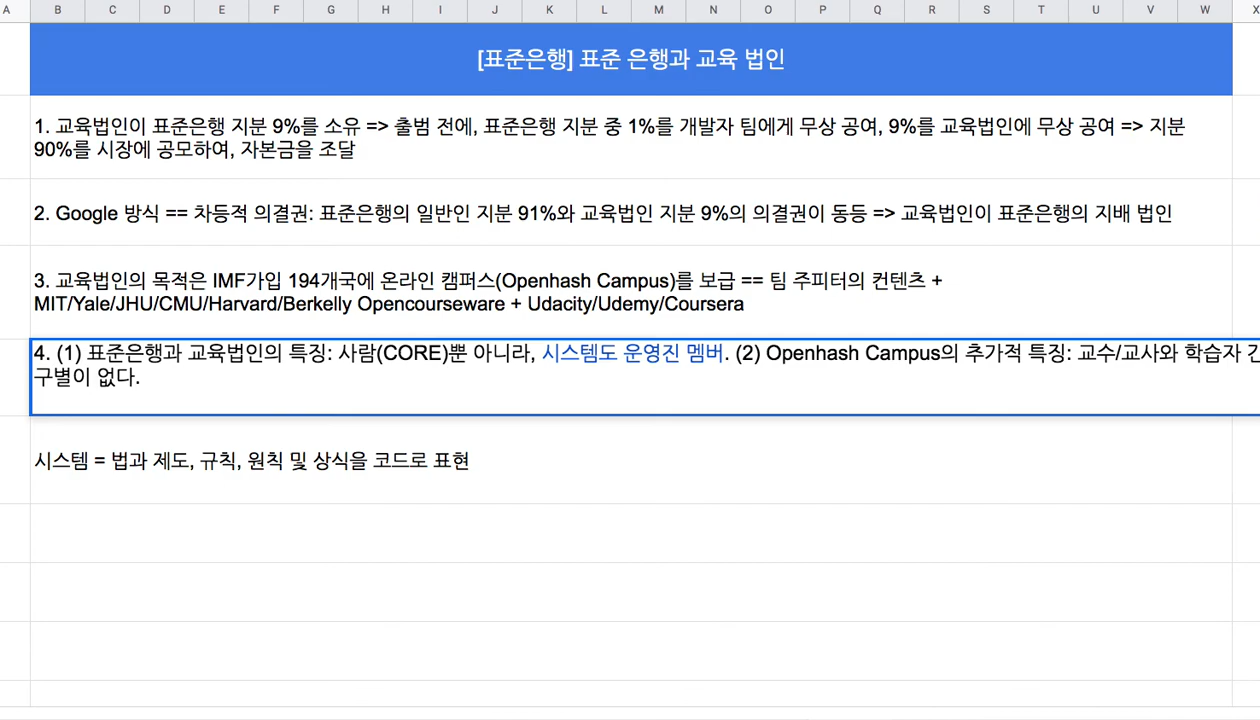 A B C D E F G H I J K L M N O P Q R S T U V W X
[표준은행] 표준 은행과 교육 법인
1. 교육법인이 표준은행 지분 9%를 소유 => 출범 전에, 표준은행 지분 중 1%를 개발자 팀에게 무상 공여, 9%를 교육법인에 무상 공여 => 지분
90%를 시장에 공모하여, 자본금을 조달
2. Google 방식 == 차등적 의결권: 표준은행의 일반인 지분 91%와 교육법인 지분 9%의 의결권이 동등 => 교육법인이 표준은행의 지배 법인
3. 교육법인의 목적은 IMF가입 194개국에 온라인 캠퍼스(Openhash Campus)를 보급 == 팀 주피터의 컨텐츠 +
MIT/Yale/JHU/CMU/Harvard/Berkelly Opencourseware + Udacity/Udemy/Coursera
4. (1) 표준은행과 교육법인의 특징: 사람(CORE)뿐 아니라, 시스템도 운영진 멤버. (2) Openhash Campus의 추가적 특징: 교수/교사와 학습자 간
구별이 없다.
시스템 = 법과 제도, 규칙, 원칙 및 상식을 코드로 표현